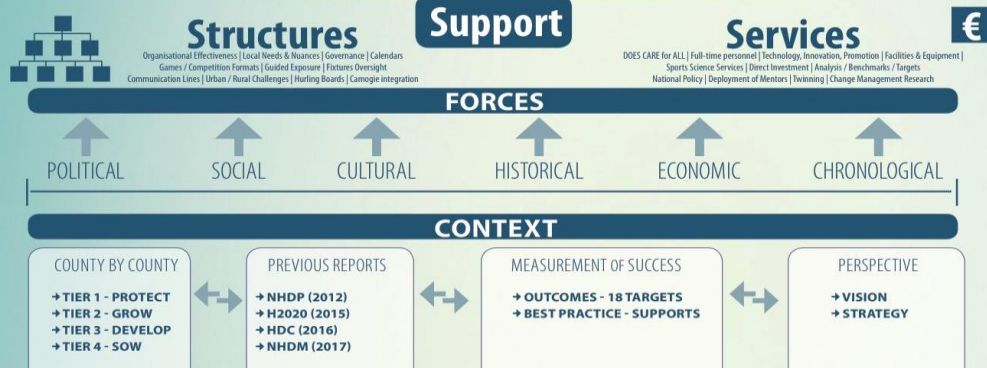 Support
Structures
Organisational Effectiveness | Local Needs & Nuances | Governance | Calendars
Games / Competition Formats | Guided Exposure | Fixtures Oversight
Communication Lines | Urban / Rural Challenges | Hurling Boards | Camogie integration
Services
DOES CARE for ALL | Full-time personnel | Technology, Innovation, Promotion | Facilities & Equipment |
Sports Science Services | Direct Investment | Analysis / Benchmarks / Targets
National Policy | Deployment of Mentors | Twinning | Change Management Research
€
FORCES
POLITICAL
SOCIAL
CULTURAL
HISTORICAL
ECONOMIC
CHRONOLOGICAL
CONTEXT
COUNTY BY COUNTY
TIER 1 - PROTECT
TIER 2 - GROW
TIER 3 - DEVELOP
TIER 4 - SOW
PREVIOUS REPORTS
NHDP (2012)
H2020 (2015)
HDC (2016)
NHDM (2017)
MEASUREMENT OF SUCCESS
OUTCOMES - 18 TARGETS
BEST PRACTICE - SUPPORTS
PERSPECTIVE
VISION
STRATEGY